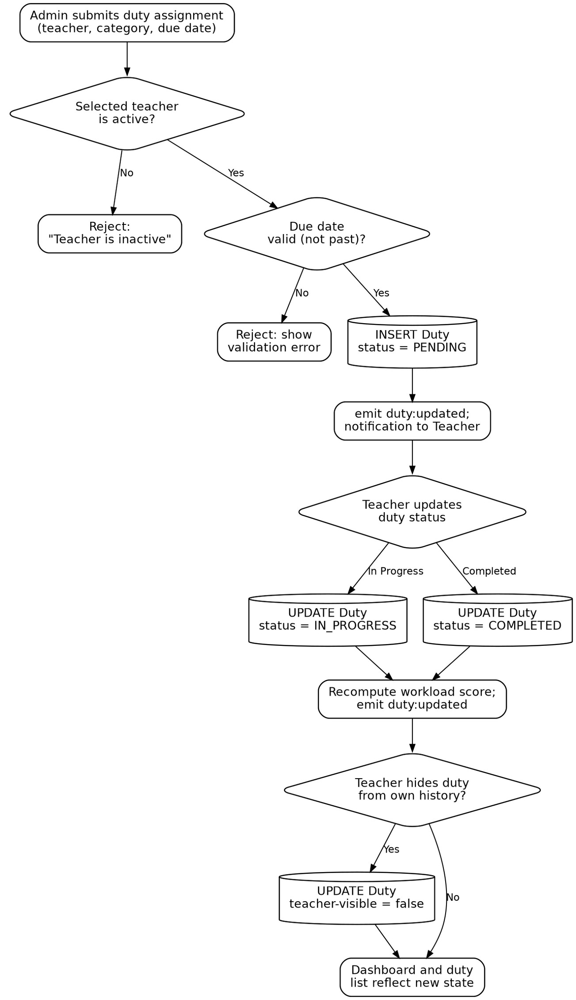 Admin submits duty assignment
(teacher, category, due date)
Selected teacher
is active?
No
Yes
Reject:
"Teacher is inactive"
Due date
valid (not past)?
No
Yes
Reject: show
validation error
INSERT Duty
status = PENDING
emit duty:updated;
notification to Teacher
Teacher updates
duty status
In Progress
Completed
UPDATE Duty
status = IN_PROGRESS
UPDATE Duty
status = COMPLETED
Recompute workload score;
emit duty:updated
Teacher hides duty
from own history?
Yes
No
UPDATE Duty
teacher-visible = false
Dashboard and duty
list reflect new state